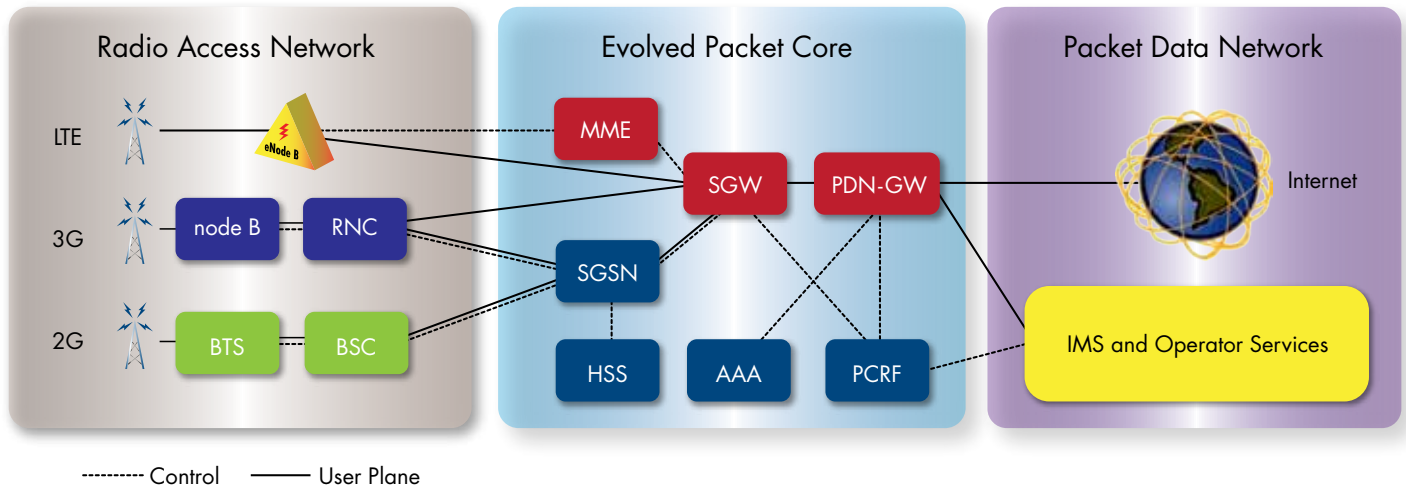 Radio Access Network
Evolved Packet Core
Packet Data Network
LTE
eNode B
MME
SGW
PDN-GW
Internet
3G
node B
RNC
SGSN
2G
BTS
BSC
HSS
AAA
PCRF
IMS and Operator Services
Control
User Plane